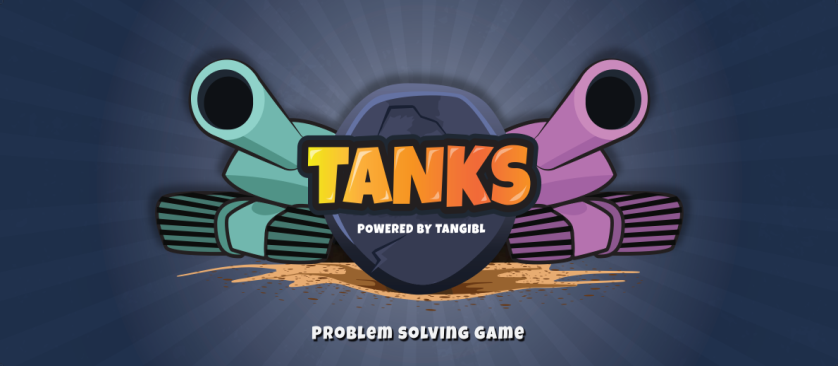 TANKS
POWERED BY TANGIBL
PROBLEM SOLVING GAME